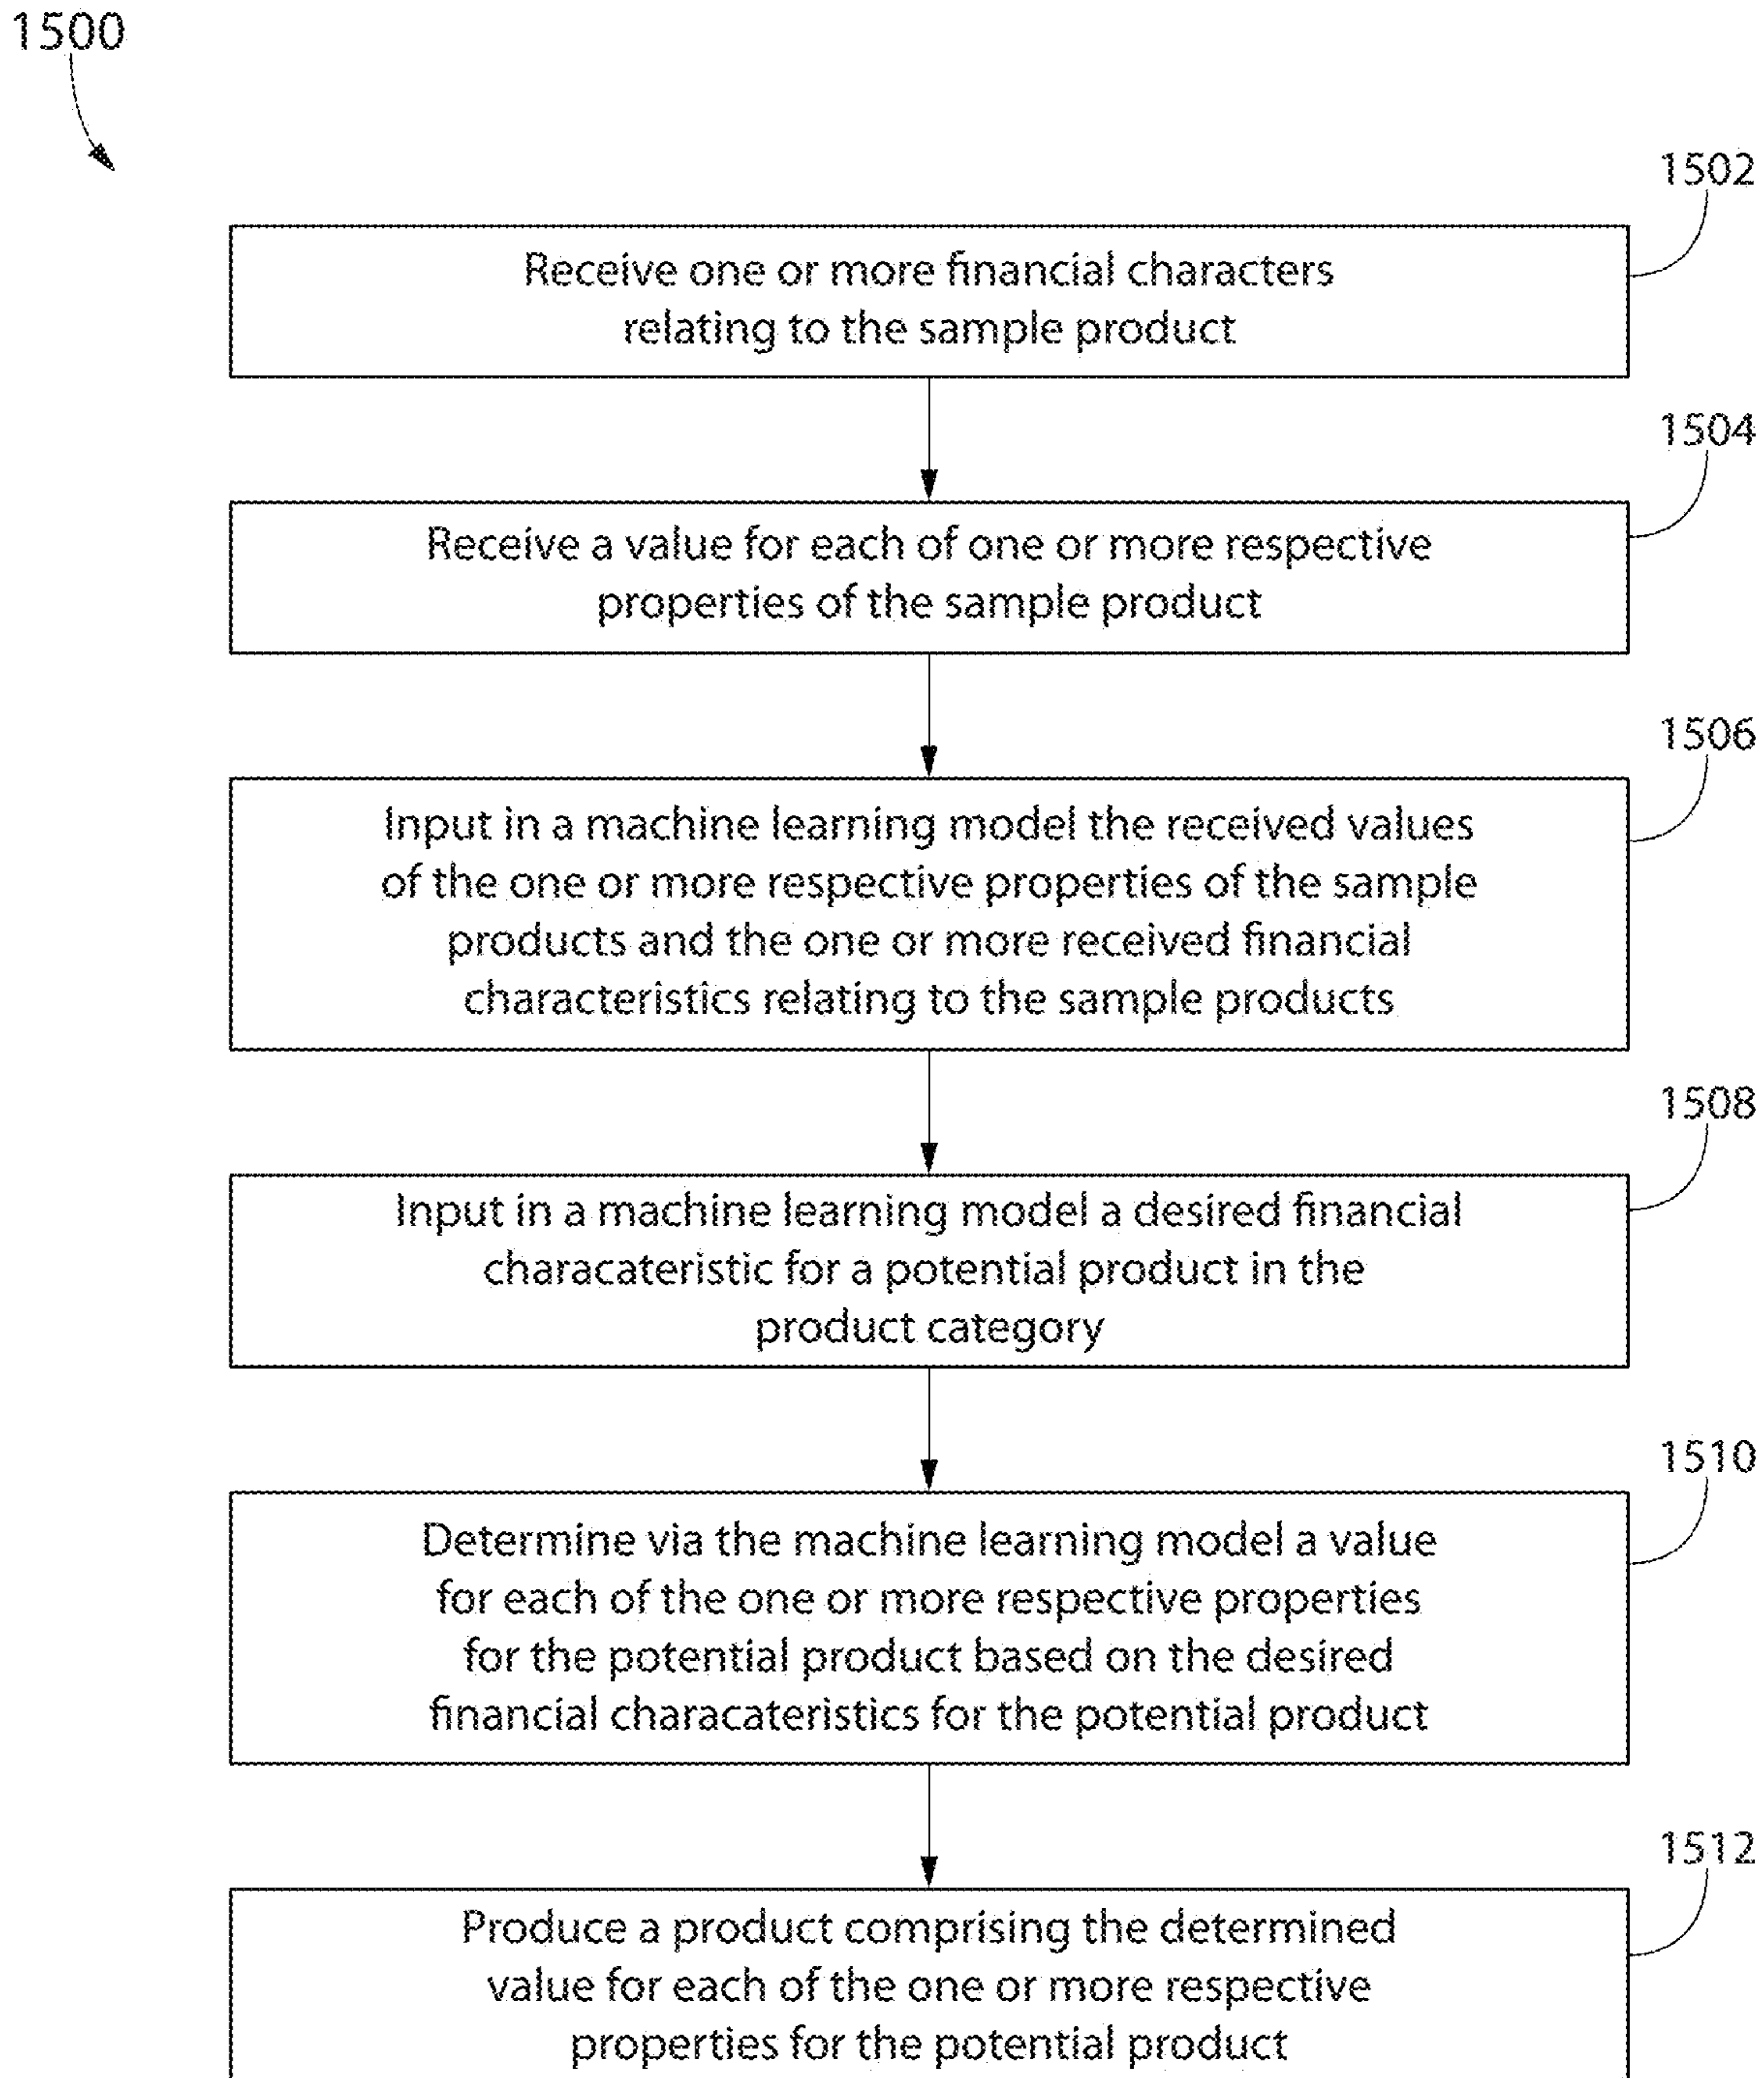 1500
1502
Receive one or more financial characters
relating to the sample product
1504
Receive a value for each of one or more respective
properties of the sample product
1506
Input in a machine learning model the received values
of the one or more respective properties of the sample
products and the one or more received financial
characteristics relating to the sample products
1508
Input in a machine learning model a desired financial
characateristic for a potential product in the
product category
1510
Determine via the machine learning model a value
for each of the one or more respective properties
for the potential product based on the desired
financial characateristics for the potential product
1512
Produce a product comprising the determined
value for each of the one or more respective
properties for the potential product